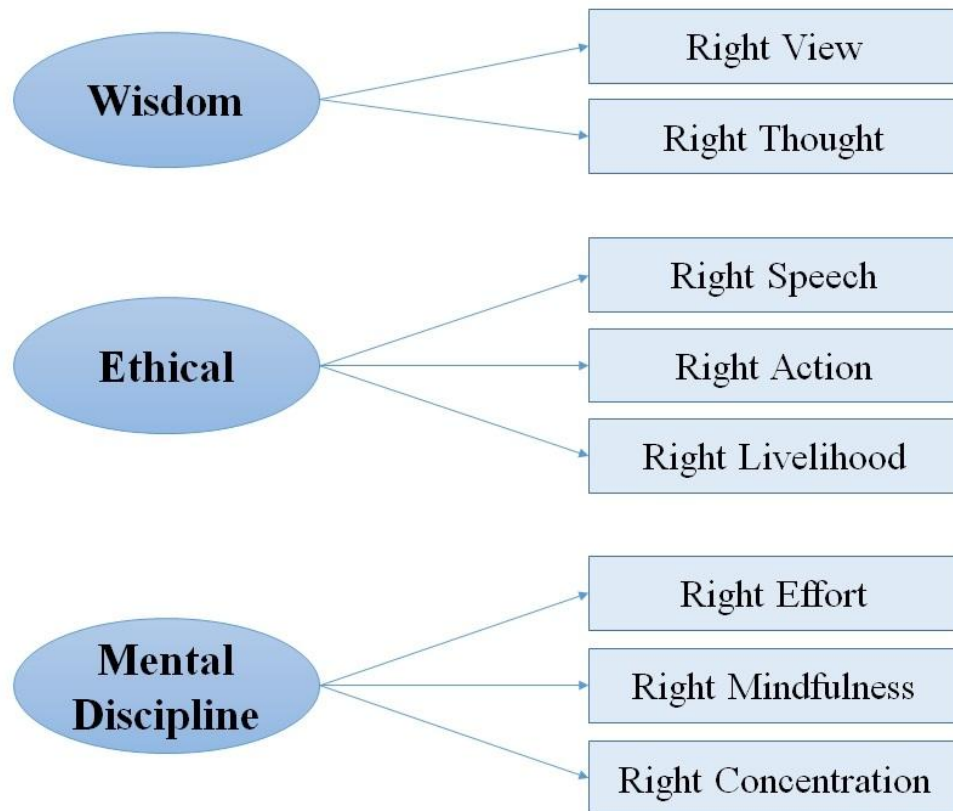 Wisdom
Right View
Right Thought
Ethical
Right Speech
Right Action
Right Livelihood
Mental
Discipline
Right Effort
Right Mindfulness
Right Concentration